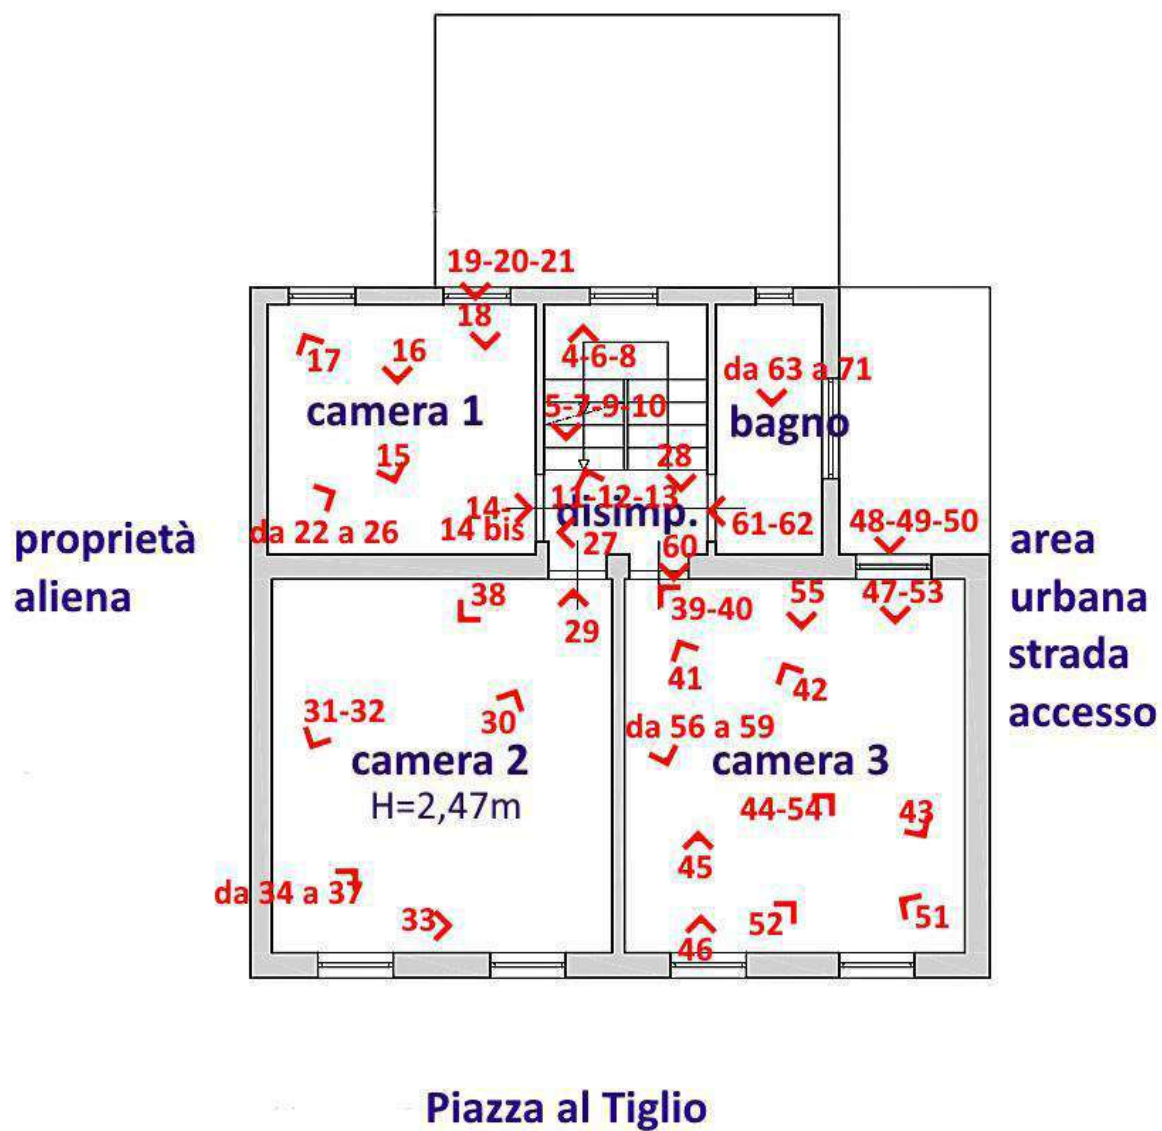 19-20-21
18
17
16
4-6-8
da 63 a 71
camera 1
5-7-9-10
bagno
15
28
11-12-13
14-
14 bis
disimp.
61-62
48-49-50
da 22 a 26
27
60
proprietà
aliena
area
urbana
strada
accesso
38
29
39-40
55
47-53
41
42
31-32
30
da 56 a 59
camera 2
H=2,47m
camera 3
44-54
43
45
da 34 a 37
33
52
51
46
Piazza al Tiglio